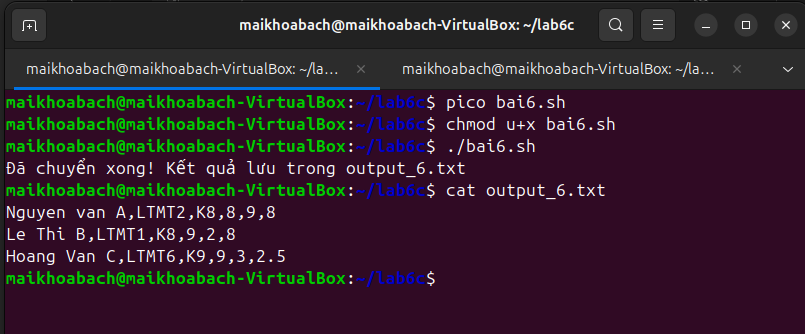 maikhoabach@maikhoabach-VirtualBox: ~/lab6c
maikhoabach@maikhoabach-VirtualBox: ~/la...
maikhoabach@maikhoabach-VirtualBox: ~/la...
maikhoabach@maikhoabach-VirtualBox:~/lab6c$ pico bai6.sh
maikhoabach@maikhoabach-VirtualBox:~/lab6c$ chmod u+x bai6.sh
maikhoabach@maikhoabach-VirtualBox:~/lab6c$ ./bai6.sh
Đã chuyển xong! Kết quả lưu trong output_6.txt
maikhoabach@maikhoabach-VirtualBox:~/lab6c$ cat output_6.txt
Nguyen van A,LTMT2,K8,8,9,8
Le Thi B,LTMT1,K8,9,2,8
Hoang Van C,LTMT6,K9,9,3,2.5
maikhoabach@maikhoabach-VirtualBox:~/lab6c$